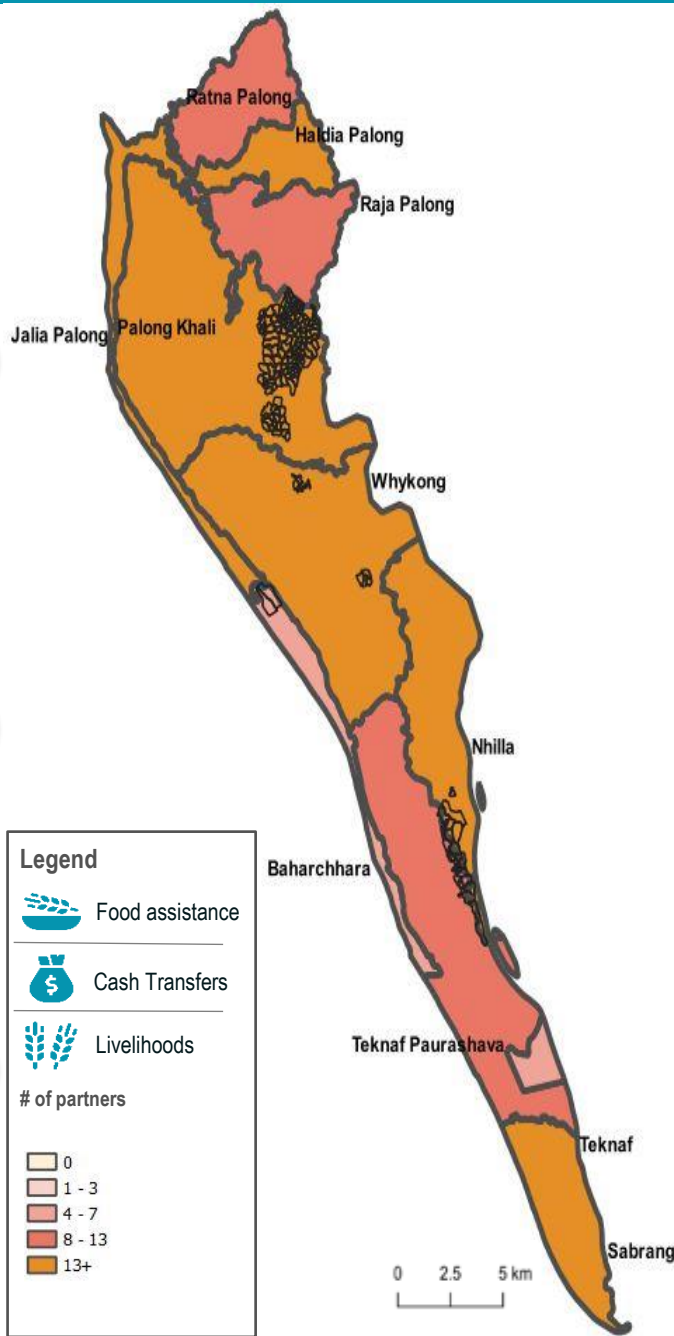 Ratna Palong
Haldia Palong
Raja Palong
Jalia Palong
Palong Khali
Whykong
Nhilla
Baharchhara
Teknaf Paurashava
Teknaf
Sabrang
Legend
Food assistance
$
Cash Transfers
Livelihoods
# of partners
0
1 - 3
4 - 7
8 - 13
13+
0 2.5 5 km